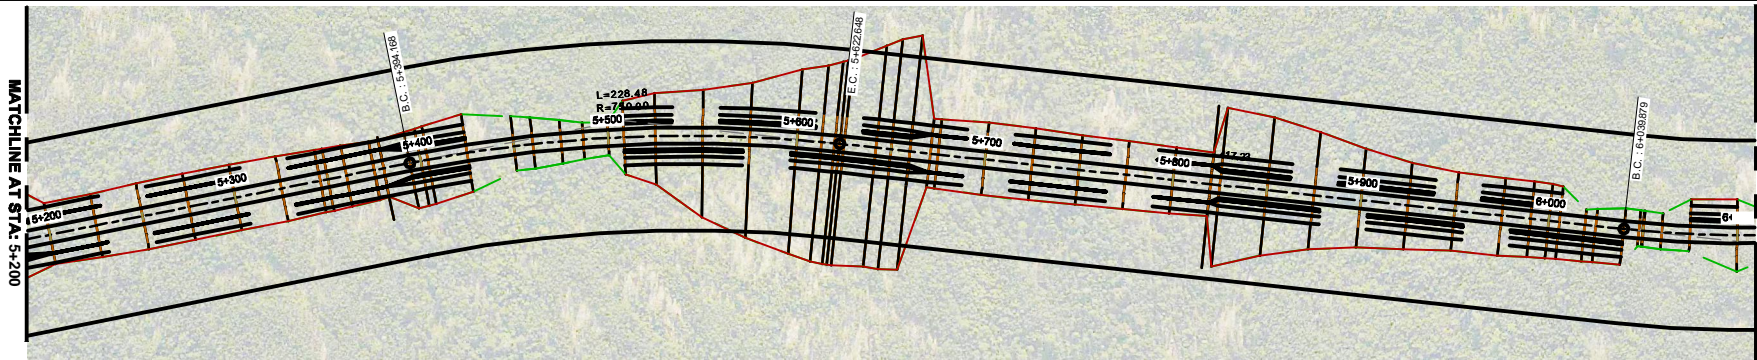 MATCHLINE AT STA: 5+200
5+200
5+300
B.C. : 5+394.168
5+400
L=228.48
5+500
5+600
E.C. : 5+622.648
5+700
5+800
5+900
6+000
B.C. : 6+039.879